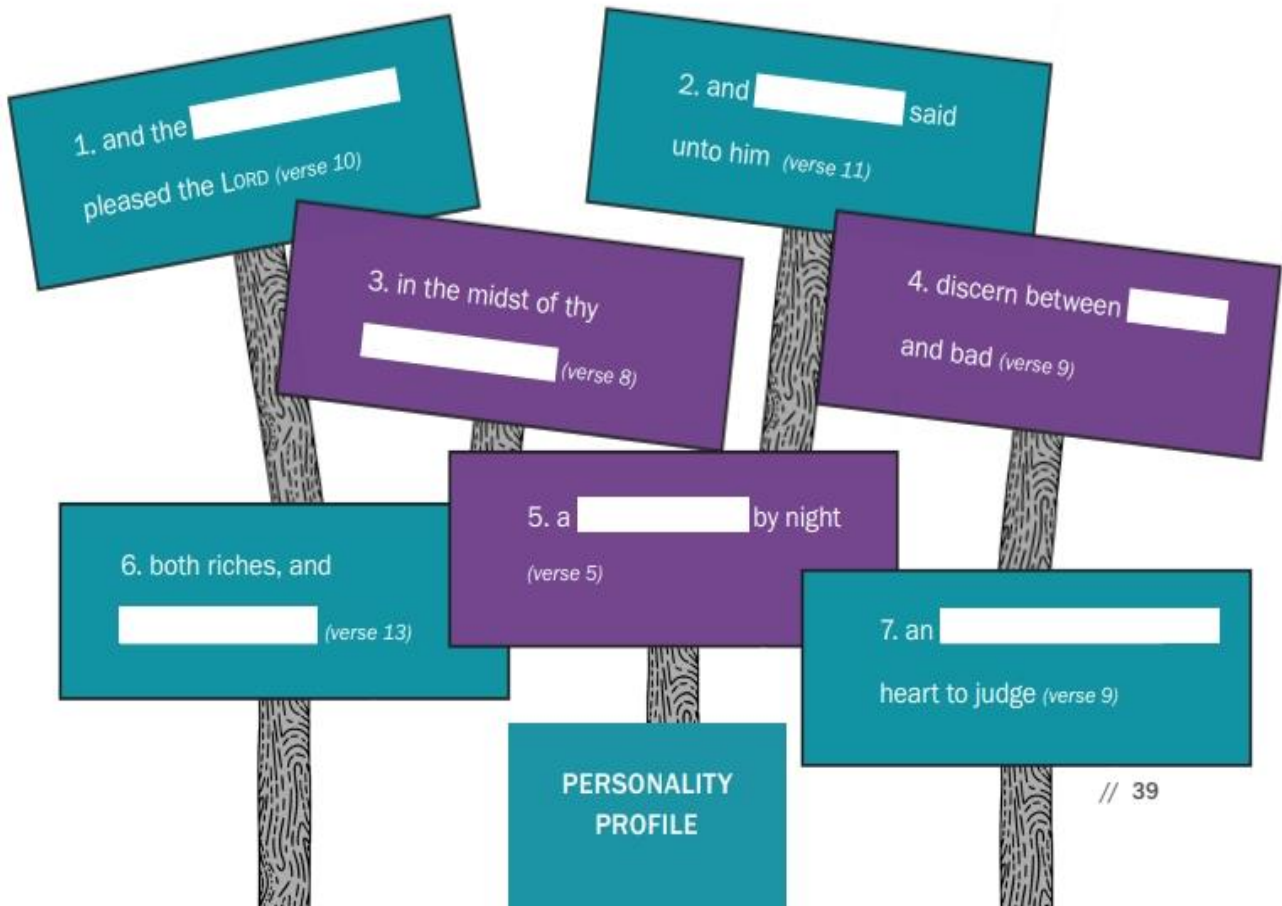 1. and the
pleased the LORD (verse 10)
2. and said
unto him (verse 11)
3. in the midst of thy
(verse 8)
4. discern between
and bad (verse 9)
5. a by night
(verse 5)
6. both riches, and
(verse 13)
7. an
heart to judge (verse 9)
PERSONALITY
PROFILE
// 39